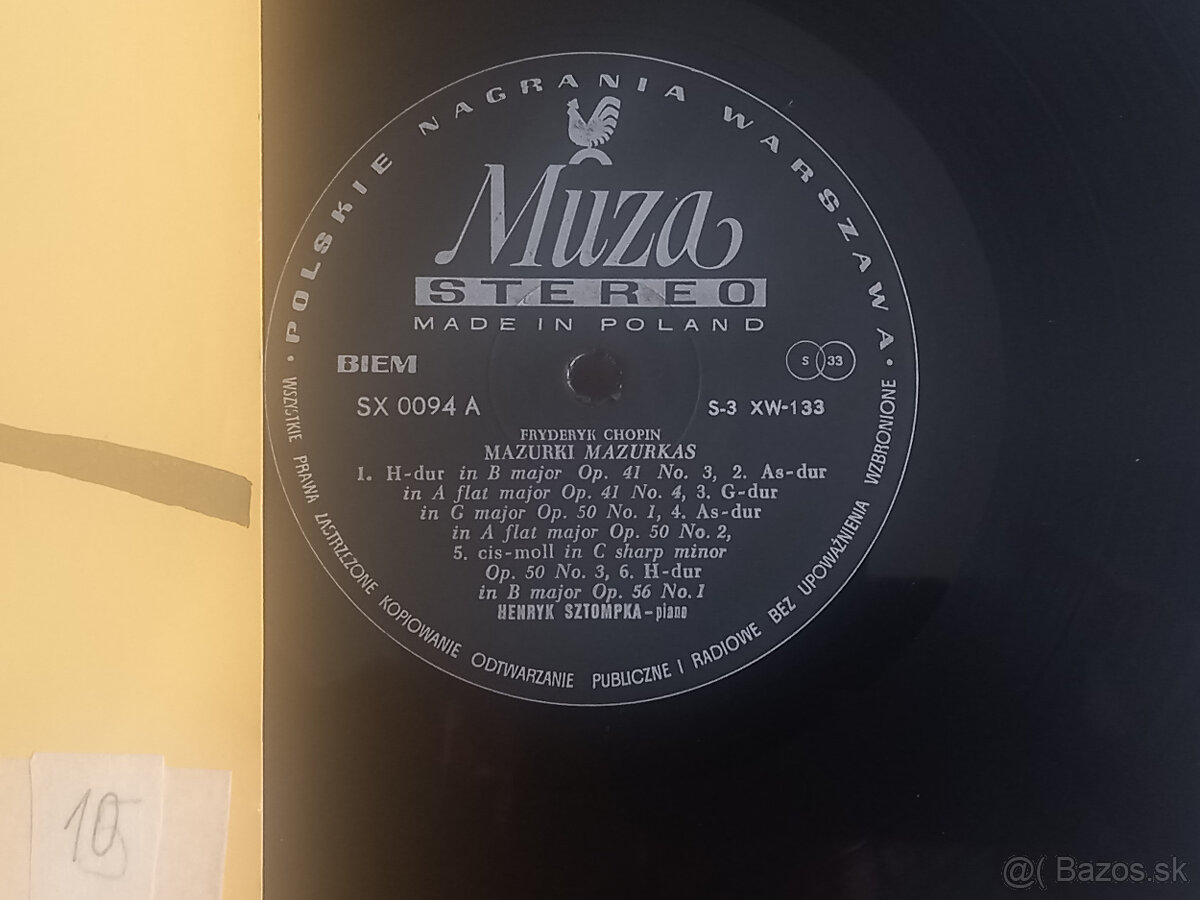 POLSKIE NAGRANIA WARSZAWA
Muza
STEREO
MADE IN POLAND
BIEM
S 33
SX 0094 A
S-3 XW-133
FRYDERYK CHOPIN
MAZURKI MAZURKAS
1. H-dur in B major Op. 41 No. 3, 2. As-dur
in A flat major Op. 41 No. 4, 3. G-dur
in G major Op. 50 No. 1, 4. As-dur
in A flat major Op. 50 No. 2,
5. cis-moll in C sharp minor
Op. 50 No. 3, 6. H-dur
in B major Op. 56 No. 1
HENRYK SZTOMPKA - piano
WSZYSTKIE PRAWA ZASTRZEZONE KOPIOWANIE ODTWARZANIE PUBLICZNE I RADIOWE BEZ UPOWAŻNIENIA WZBRONIONE
@( Bazos.sk